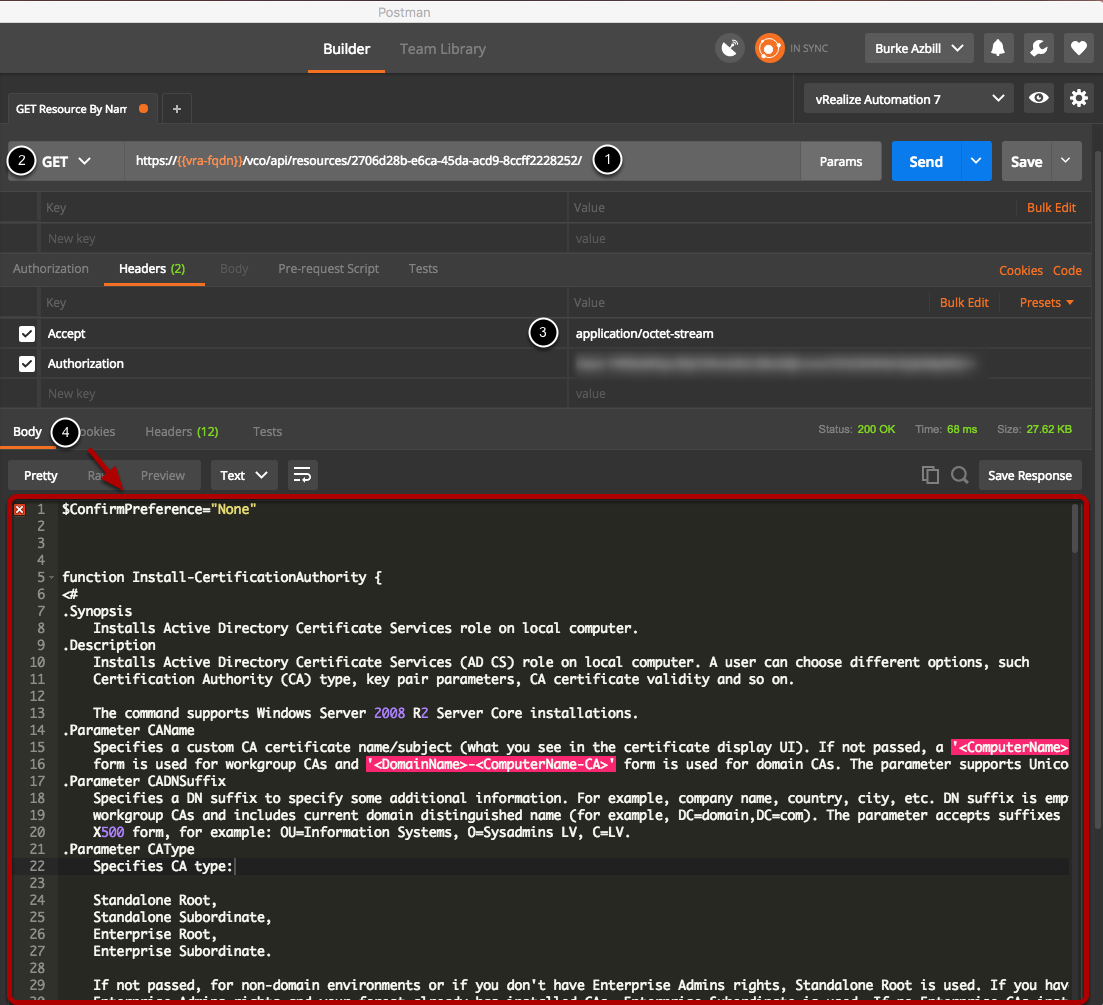 Postman
Builder Team Library IN SYNC Burke Azbill
GET Resource By Nam + vRealize Automation 7
2 GET https://{{vra-fqdn}}/vco/api/resources/2706d28b-e6ca-45da-acd9-8ccff2228252/ 1 Params Send Save
Key Value Bulk Edit
New key value
Authorization Headers (2) Body Pre-request Script Tests Cookies Code
Key Value Bulk Edit Presets
Accept 3 application/octet-stream
Authorization
New key value
Body 4 ookies Headers (12) Tests Status: 200 OK Time: 68 ms Size: 27.62 KB
Pretty Ra Preview Text Save Response
1 $ConfirmPreference="None"
2
3
4
5 function Install-CertificationAuthority {
6 <#
7 .Synopsis
8 Installs Active Directory Certificate Services role on local computer.
9 .Description
10 Installs Active Directory Certificate Services (AD CS) role on local computer. A user can choose different options, such
11 Certification Authority (CA) type, key pair parameters, CA certificate validity and so on.
12
13 The command supports Windows Server 2008 R2 Server Core installations.
14 .Parameter CAName
15 Specifies a custom CA certificate name/subject (what you see in the certificate display UI). If not passed, a '<ComputerName>
16 form is used for workgroup CAs and '<DomainName>-<ComputerName-CA>' form is used for domain CAs. The parameter supports Unico
17 .Parameter CADNSuffix
18 Specifies a DN suffix to specify some additional information. For example, company name, country, city, etc. DN suffix is emp
19 workgroup CAs and includes current domain distinguished name (for example, DC=domain,DC=com). The parameter accepts suffixes
20 X500 form, for example: OU=Information Systems, O=Sysadmins LV, C=LV.
21 .Parameter CAType
22 Specifies CA type:
23
24 Standalone Root,
25 Standalone Subordinate,
26 Enterprise Root,
27 Enterprise Subordinate.
28
29 If not passed, for non-domain environments or if you don't have Enterprise Admins rights, Standalone Root is used. If you hav